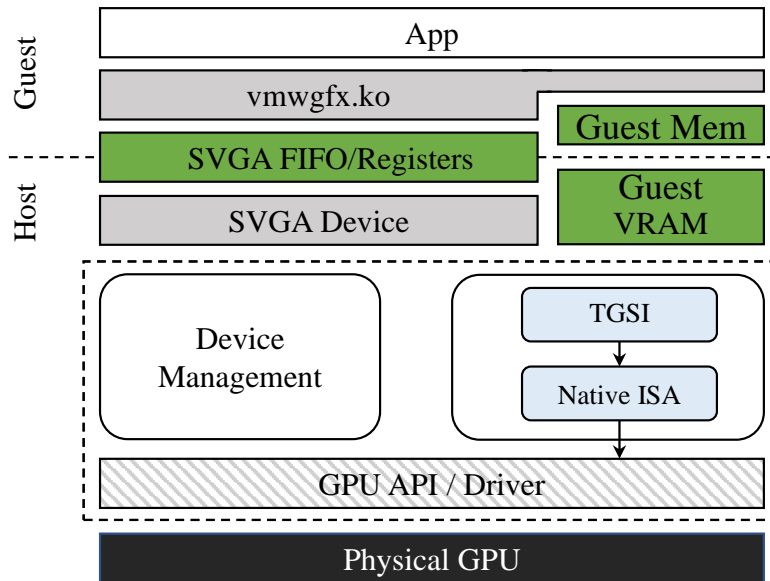 Guest
App
vmwgfx.ko
Guest Mem
SVGA FIFO/Registers
Host
Guest
VRAM
SVGA Device
Device
Management
TGSI
Native ISA
GPU API / Driver
Physical GPU